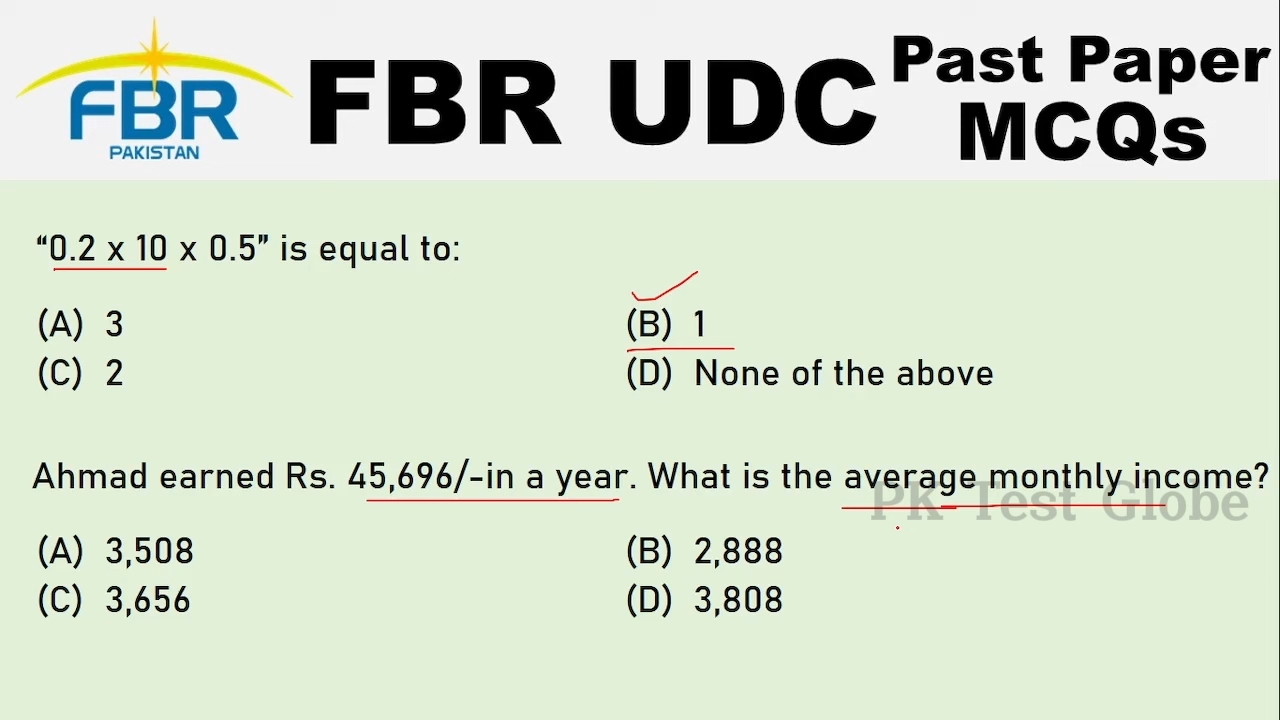 FBR
PAKISTAN
FBR UDC
Past Paper
MCQs
“0.2 x 10 x 0.5” is equal to:
(A) 3
(B) 1
(C) 2
(D) None of the above
Ahmad earned Rs. 45,696/-in a year. What is the average monthly income?
PK Test Globe
(A) 3,508
(B) 2,888
(C) 3,656
(D) 3,808